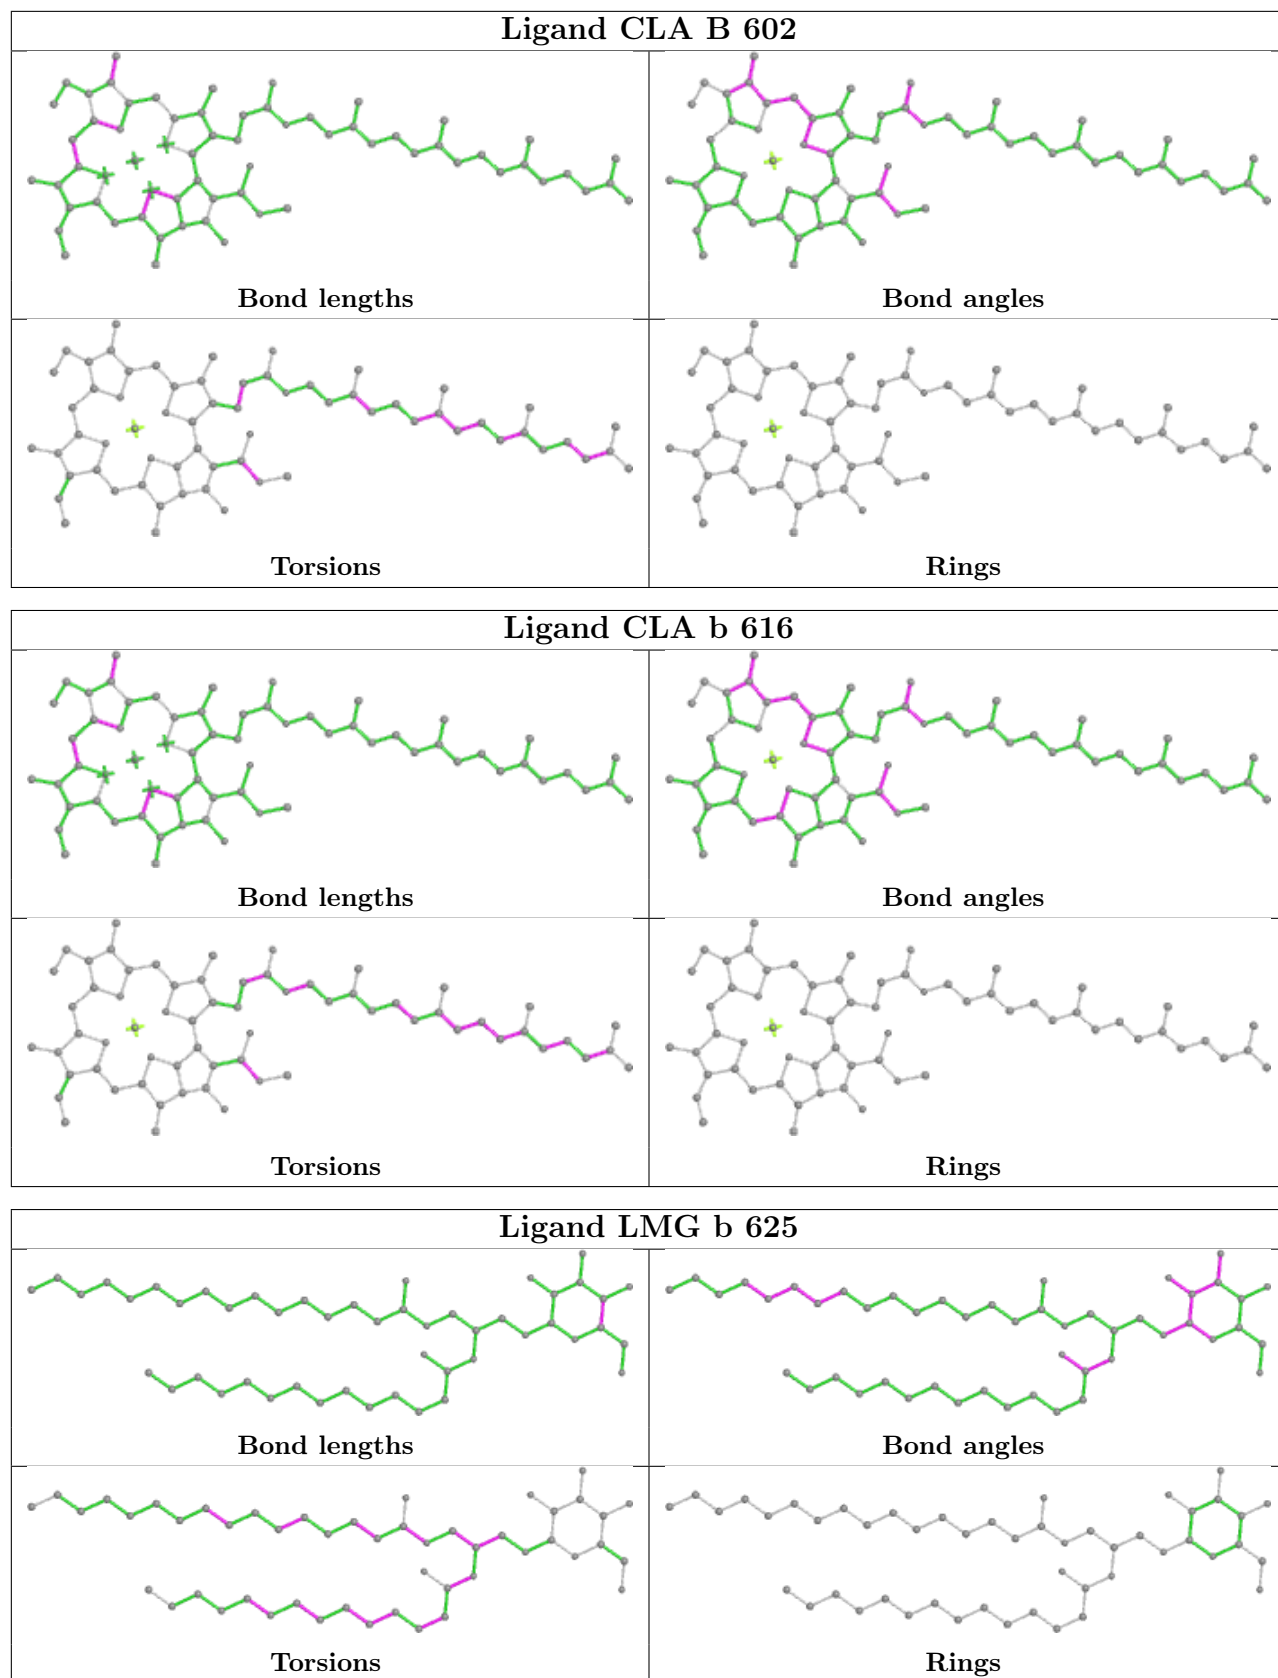 Ligand CLA B 602
Bond lengths
Bond angles
Torsions
Rings
Ligand CLA b 616
Bond lengths
Bond angles
Torsions
Rings
Ligand LMG b 625
Bond lengths
Bond angles
Torsions
Rings